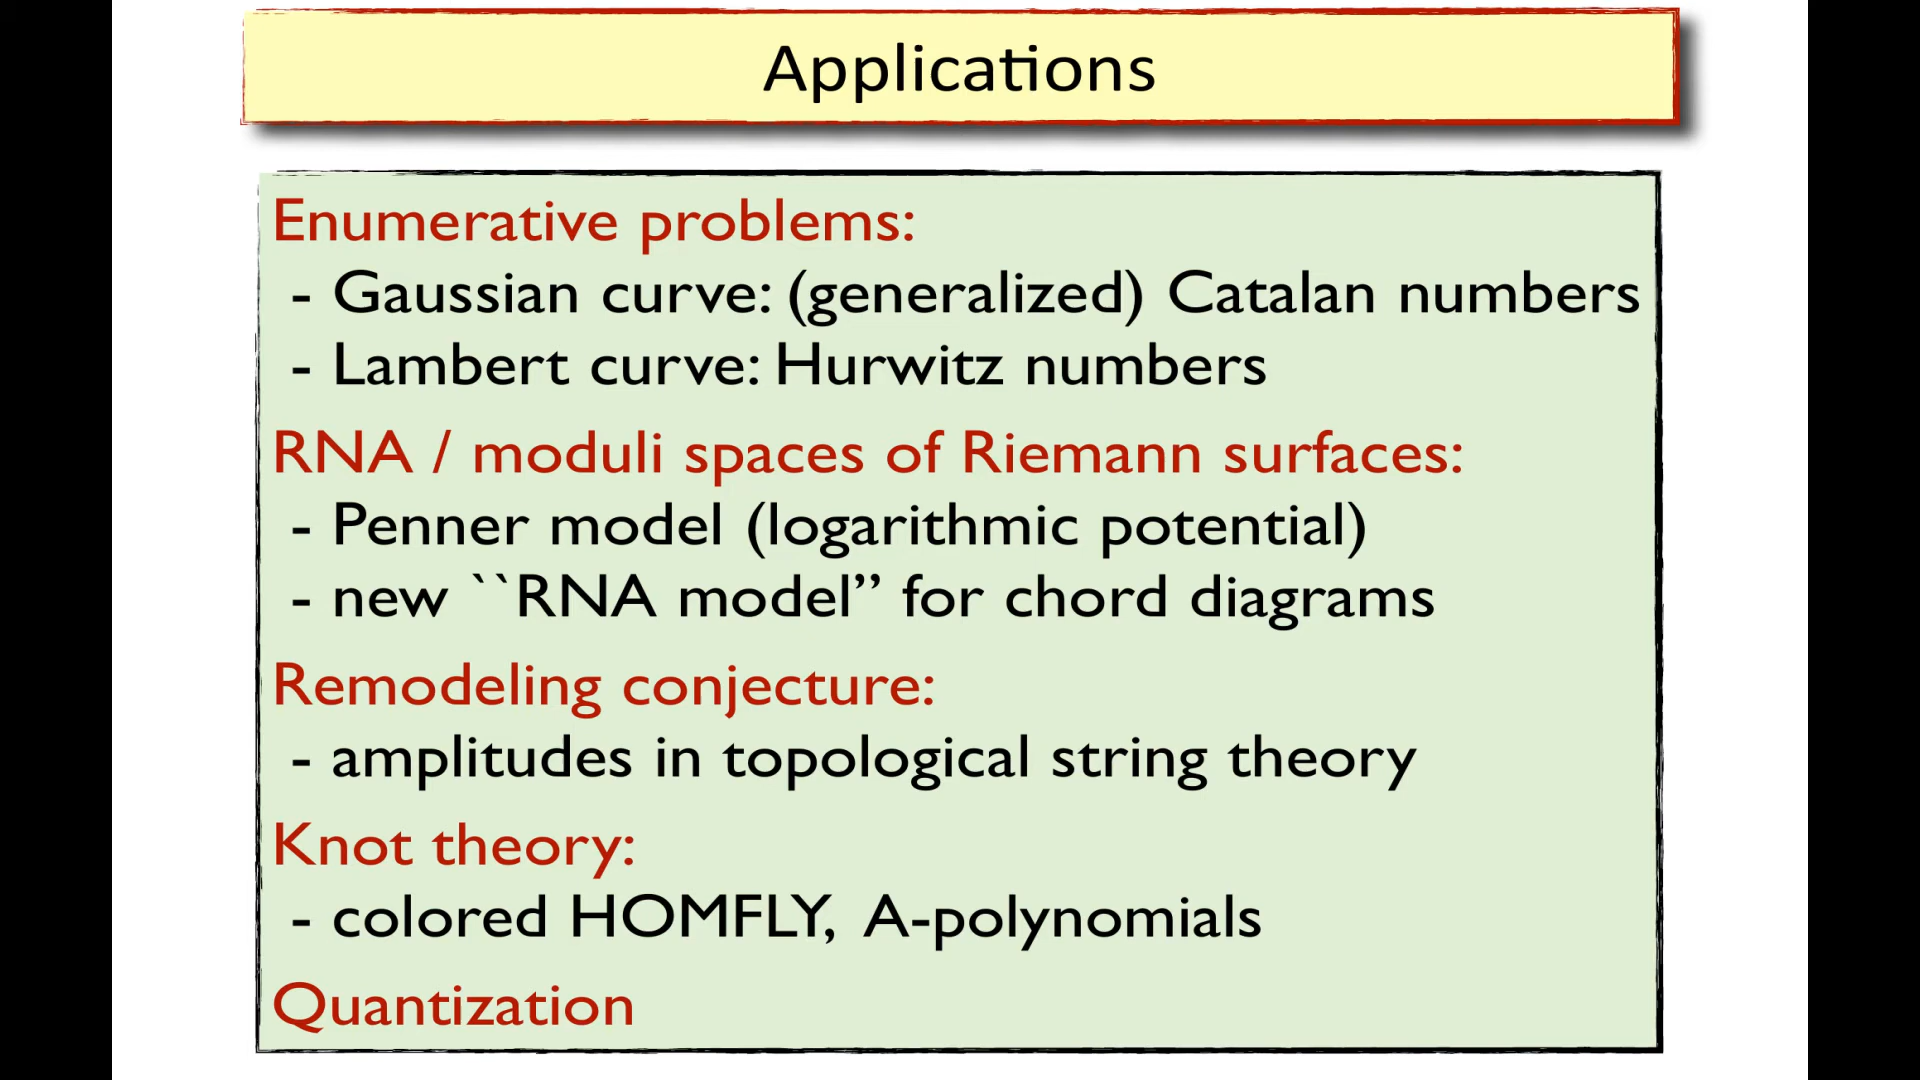 Applications
Enumerative problems:
- Gaussian curve: (generalized) Catalan numbers
- Lambert curve: Hurwitz numbers
RNA / moduli spaces of Riemann surfaces:
- Penner model (logarithmic potential)
- new ``RNA model” for chord diagrams
Remodeling conjecture:
- amplitudes in topological string theory
Knot theory:
- colored HOMFLY, A-polynomials
Quantization